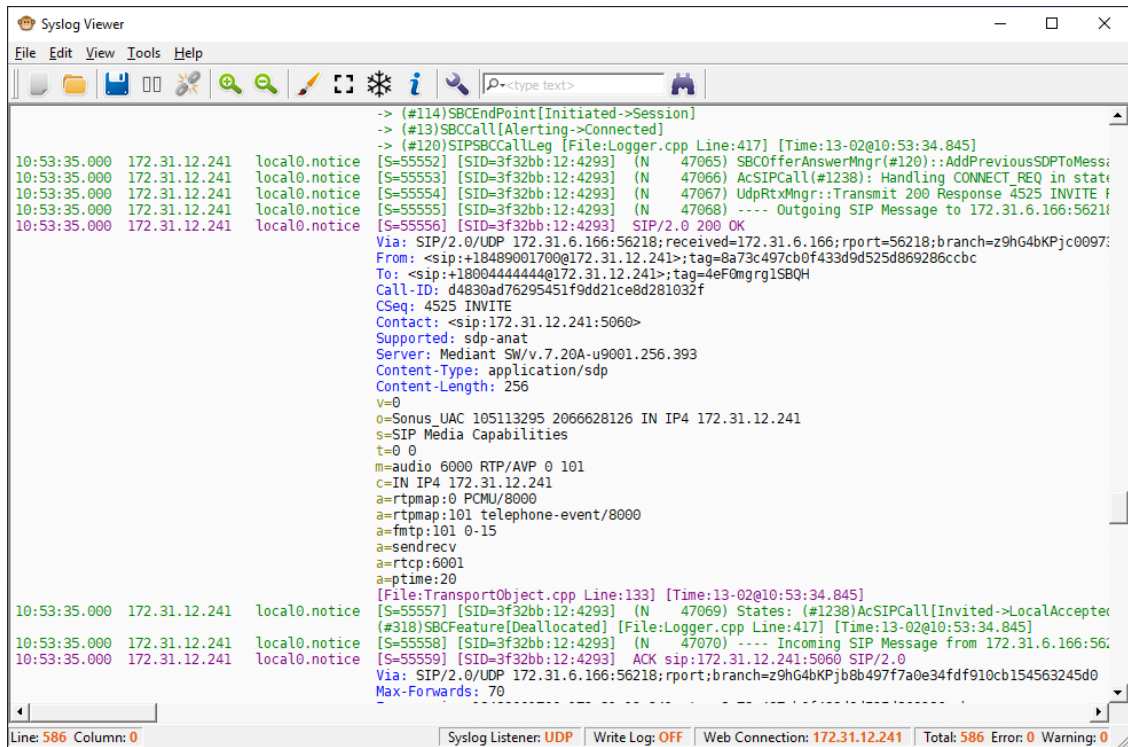 Syslog Viewer
File Edit View Tools Help
<type text>
-> (#114)SBCEndPoint[Initiated->Session]
-> (#13)SBCCall[Alerting->Connected]
-> (#120)SIPSBCCallLeg [File:Logger.cpp Line:417] [Time:13-02@10:53:34.845]
10:53:35.000 172.31.12.241 local0.notice [S=55552] [SID=3f32bb:12:4293] (N 47065) SBCOfferAnswerMngr(#120)::AddPreviousSDPToMessa
10:53:35.000 172.31.12.241 local0.notice [S=55553] [SID=3f32bb:12:4293] (N 47066) AcSIPCall(#1238): Handling CONNECT_REQ in state
10:53:35.000 172.31.12.241 local0.notice [S=55554] [SID=3f32bb:12:4293] (N 47067) UdpRtxMngr::Transmit 200 Response 4525 INVITE
10:53:35.000 172.31.12.241 local0.notice [S=55555] [SID=3f32bb:12:4293] (N 47068) ---- Outgoing SIP Message to 172.31.6.166:56218
10:53:35.000 172.31.12.241 local0.notice [S=55556] [SID=3f32bb:12:4293] SIP/2.0 200 OK
Via: SIP/2.0/UDP 172.31.6.166:56218;received=172.31.6.166;rport=56218;branch=z9hG4bKPjc0097
From: <sip:+18489001700@172.31.12.241>;tag=8a73c497cb0f433d9d525d869286ccbc
To: <sip:+18004444444@172.31.12.241>;tag=4eF0mgrg1SBQH
Call-ID: d4830ad76295451f9dd21ce8d281032f
CSeq: 4525 INVITE
Contact: <sip:172.31.12.241:5060>
Supported: sdp-anat
Server: Mediant SW/v.7.20A-u9001.256.393
Content-Type: application/sdp
Content-Length: 256
v=0
o=Sonus_UAC 105113295 2066628126 IN IP4 172.31.12.241
s=SIP Media Capabilities
t=0 0
m=audio 6000 RTP/AVP 0 101
c=IN IP4 172.31.12.241
a=rtpmap:0 PCMU/8000
a=rtpmap:101 telephone-event/8000
a=fmtp:101 0-15
a=sendrecv
a=rtcp:6001
a=ptime:20
[File:TransportObject.cpp Line:133] [Time:13-02@10:53:34.845]
10:53:35.000 172.31.12.241 local0.notice [S=55557] [SID=3f32bb:12:4293] (N 47069) States: (#1238)AcSIPCall[Invited->LocalAccepted
(#318)SBCFeature[Deallocated] [File:Logger.cpp Line:417] [Time:13-02@10:53:34.845]
10:53:35.000 172.31.12.241 local0.notice [S=55558] [SID=3f32bb:12:4293] (N 47070) ---- Incoming SIP Message from 172.31.6.166:562
10:53:35.000 172.31.12.241 local0.notice [S=55559] [SID=3f32bb:12:4293] ACK sip:172.31.12.241:5060 SIP/2.0
Via: SIP/2.0/UDP 172.31.6.166:56218;rport;branch=z9hG4bKPjb8b497f7a0e34fdf910cb154563245d0
Max-Forwards: 70
Line: 586 Column: 0 Syslog Listener: UDP Write Log: OFF Web Connection: 172.31.12.241 Total: 586 Error: 0 Warning: 0